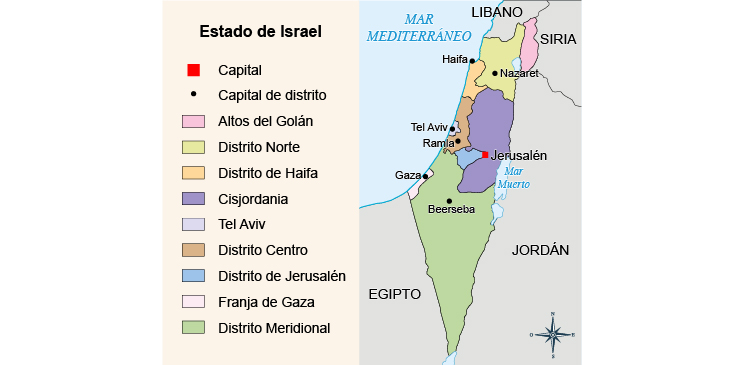 Estado de Israel
Capital
Capital de distrito
Altos del Golán
Distrito Norte
Distrito de Haifa
Cisjordania
Tel Aviv
Distrito Centro
Distrito de Jerusalén
Franja de Gaza
Distrito Meridional
LIBANO
MAR
MEDITERRÁNEO
SIRIA
Haifa
Nazaret
Tel Aviv
Ramla
Jerusalén
Mar
Muerto
Gaza
Beerseba
JORDÁN
EGIPTO
N
O
E
S